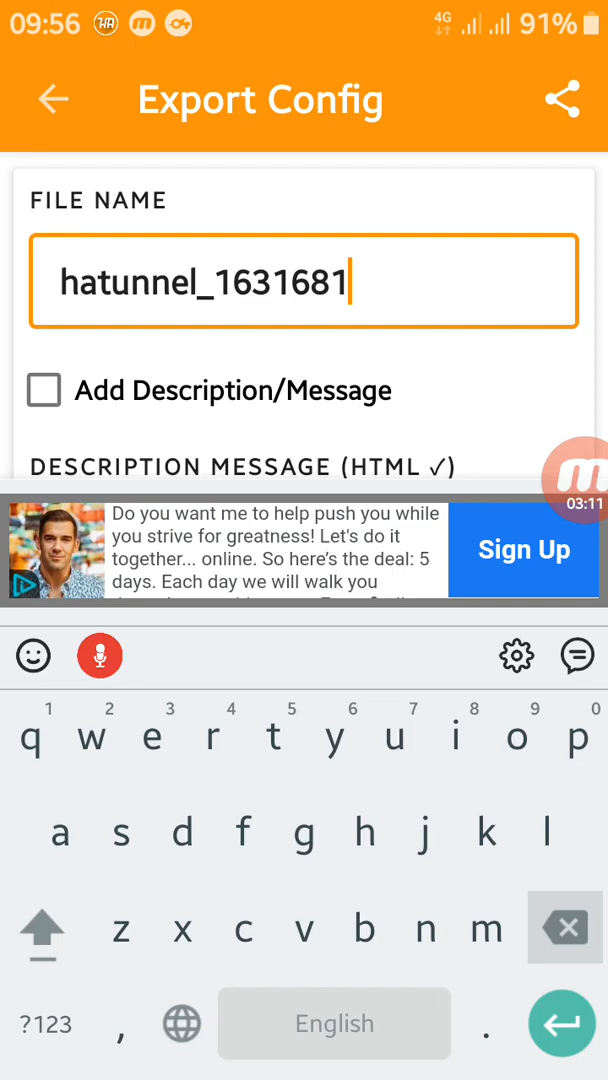 09:56 HA m 4G 91%
Export Config
FILE NAME
hatunnel_1631681
Add Description/Message
DESCRIPTION MESSAGE (HTML ✓)
m
03:11
Do you want me to help push you while
you strive for greatness! Let's do it
together... online. So here's the deal: 5
days. Each day we will walk you
Sign Up
1 2 3 4 5 6 7 8 9 0
q w e r t y u i o p
a s d f g h j k l
z x c v b n m
?123 , English .